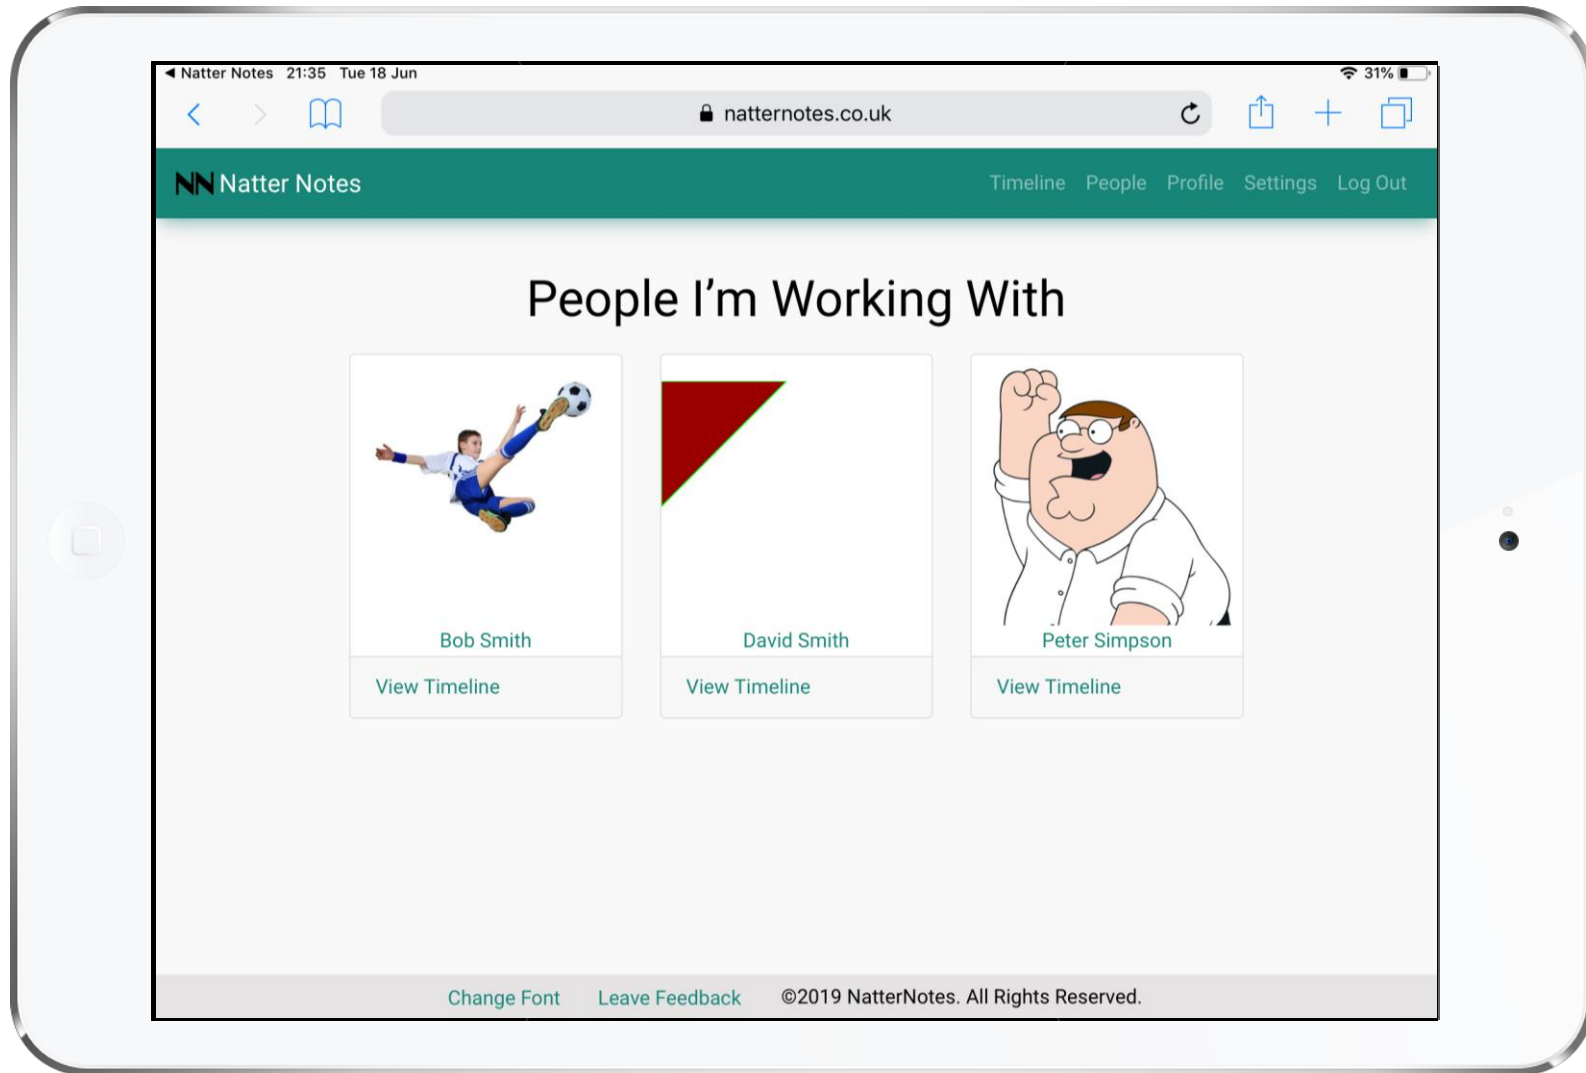 ◀ Natter Notes 21:35 Tue 18 Jun 31%
natternotes.co.uk
NN Natter Notes Timeline People Profile Settings Log Out
People I’m Working With
Bob Smith David Smith Peter Simpson
View Timeline View Timeline View Timeline
Change Font Leave Feedback ©2019 NatterNotes. All Rights Reserved.